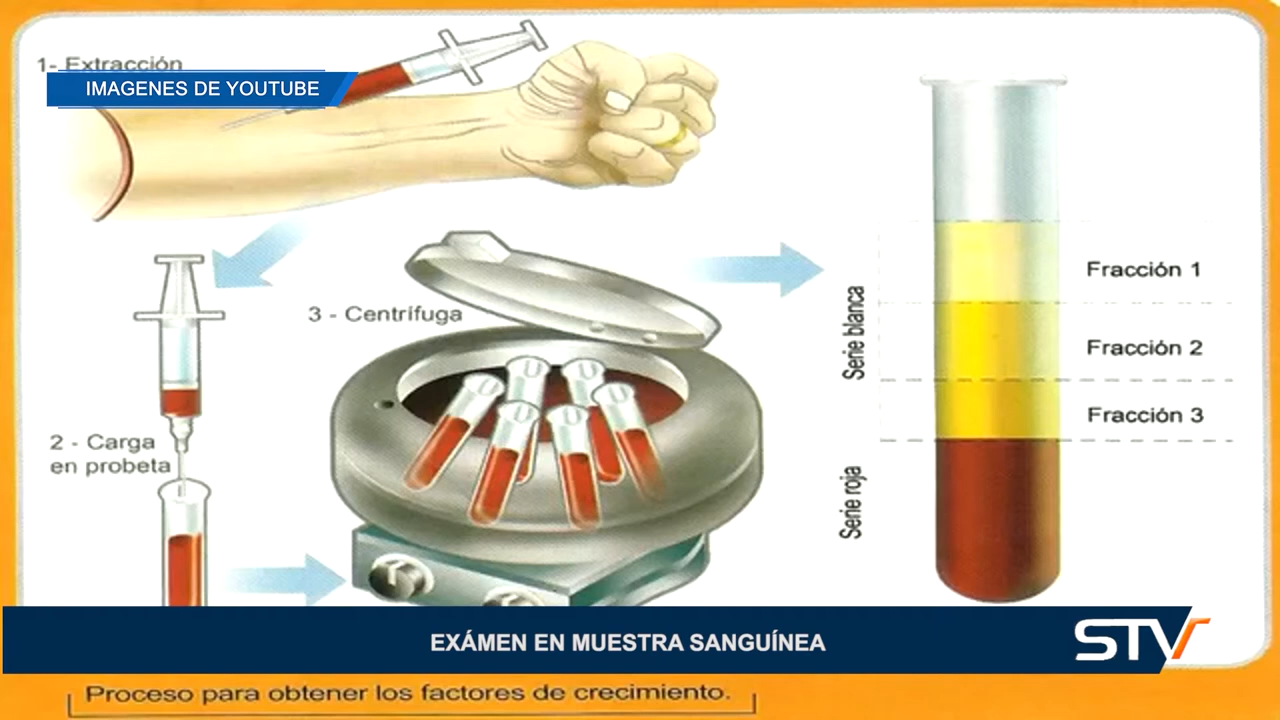 1- Extracción
IMAGENES DE YOUTUBE
3 - Centrífuga
2 - Carga
en probeta
Serie blanca
Serie roja
Fracción 1
Fracción 2
Fracción 3
EXÁMEN EN MUESTRA SANGUÍNEA
STV
Proceso para obtener los factores de crecimiento.